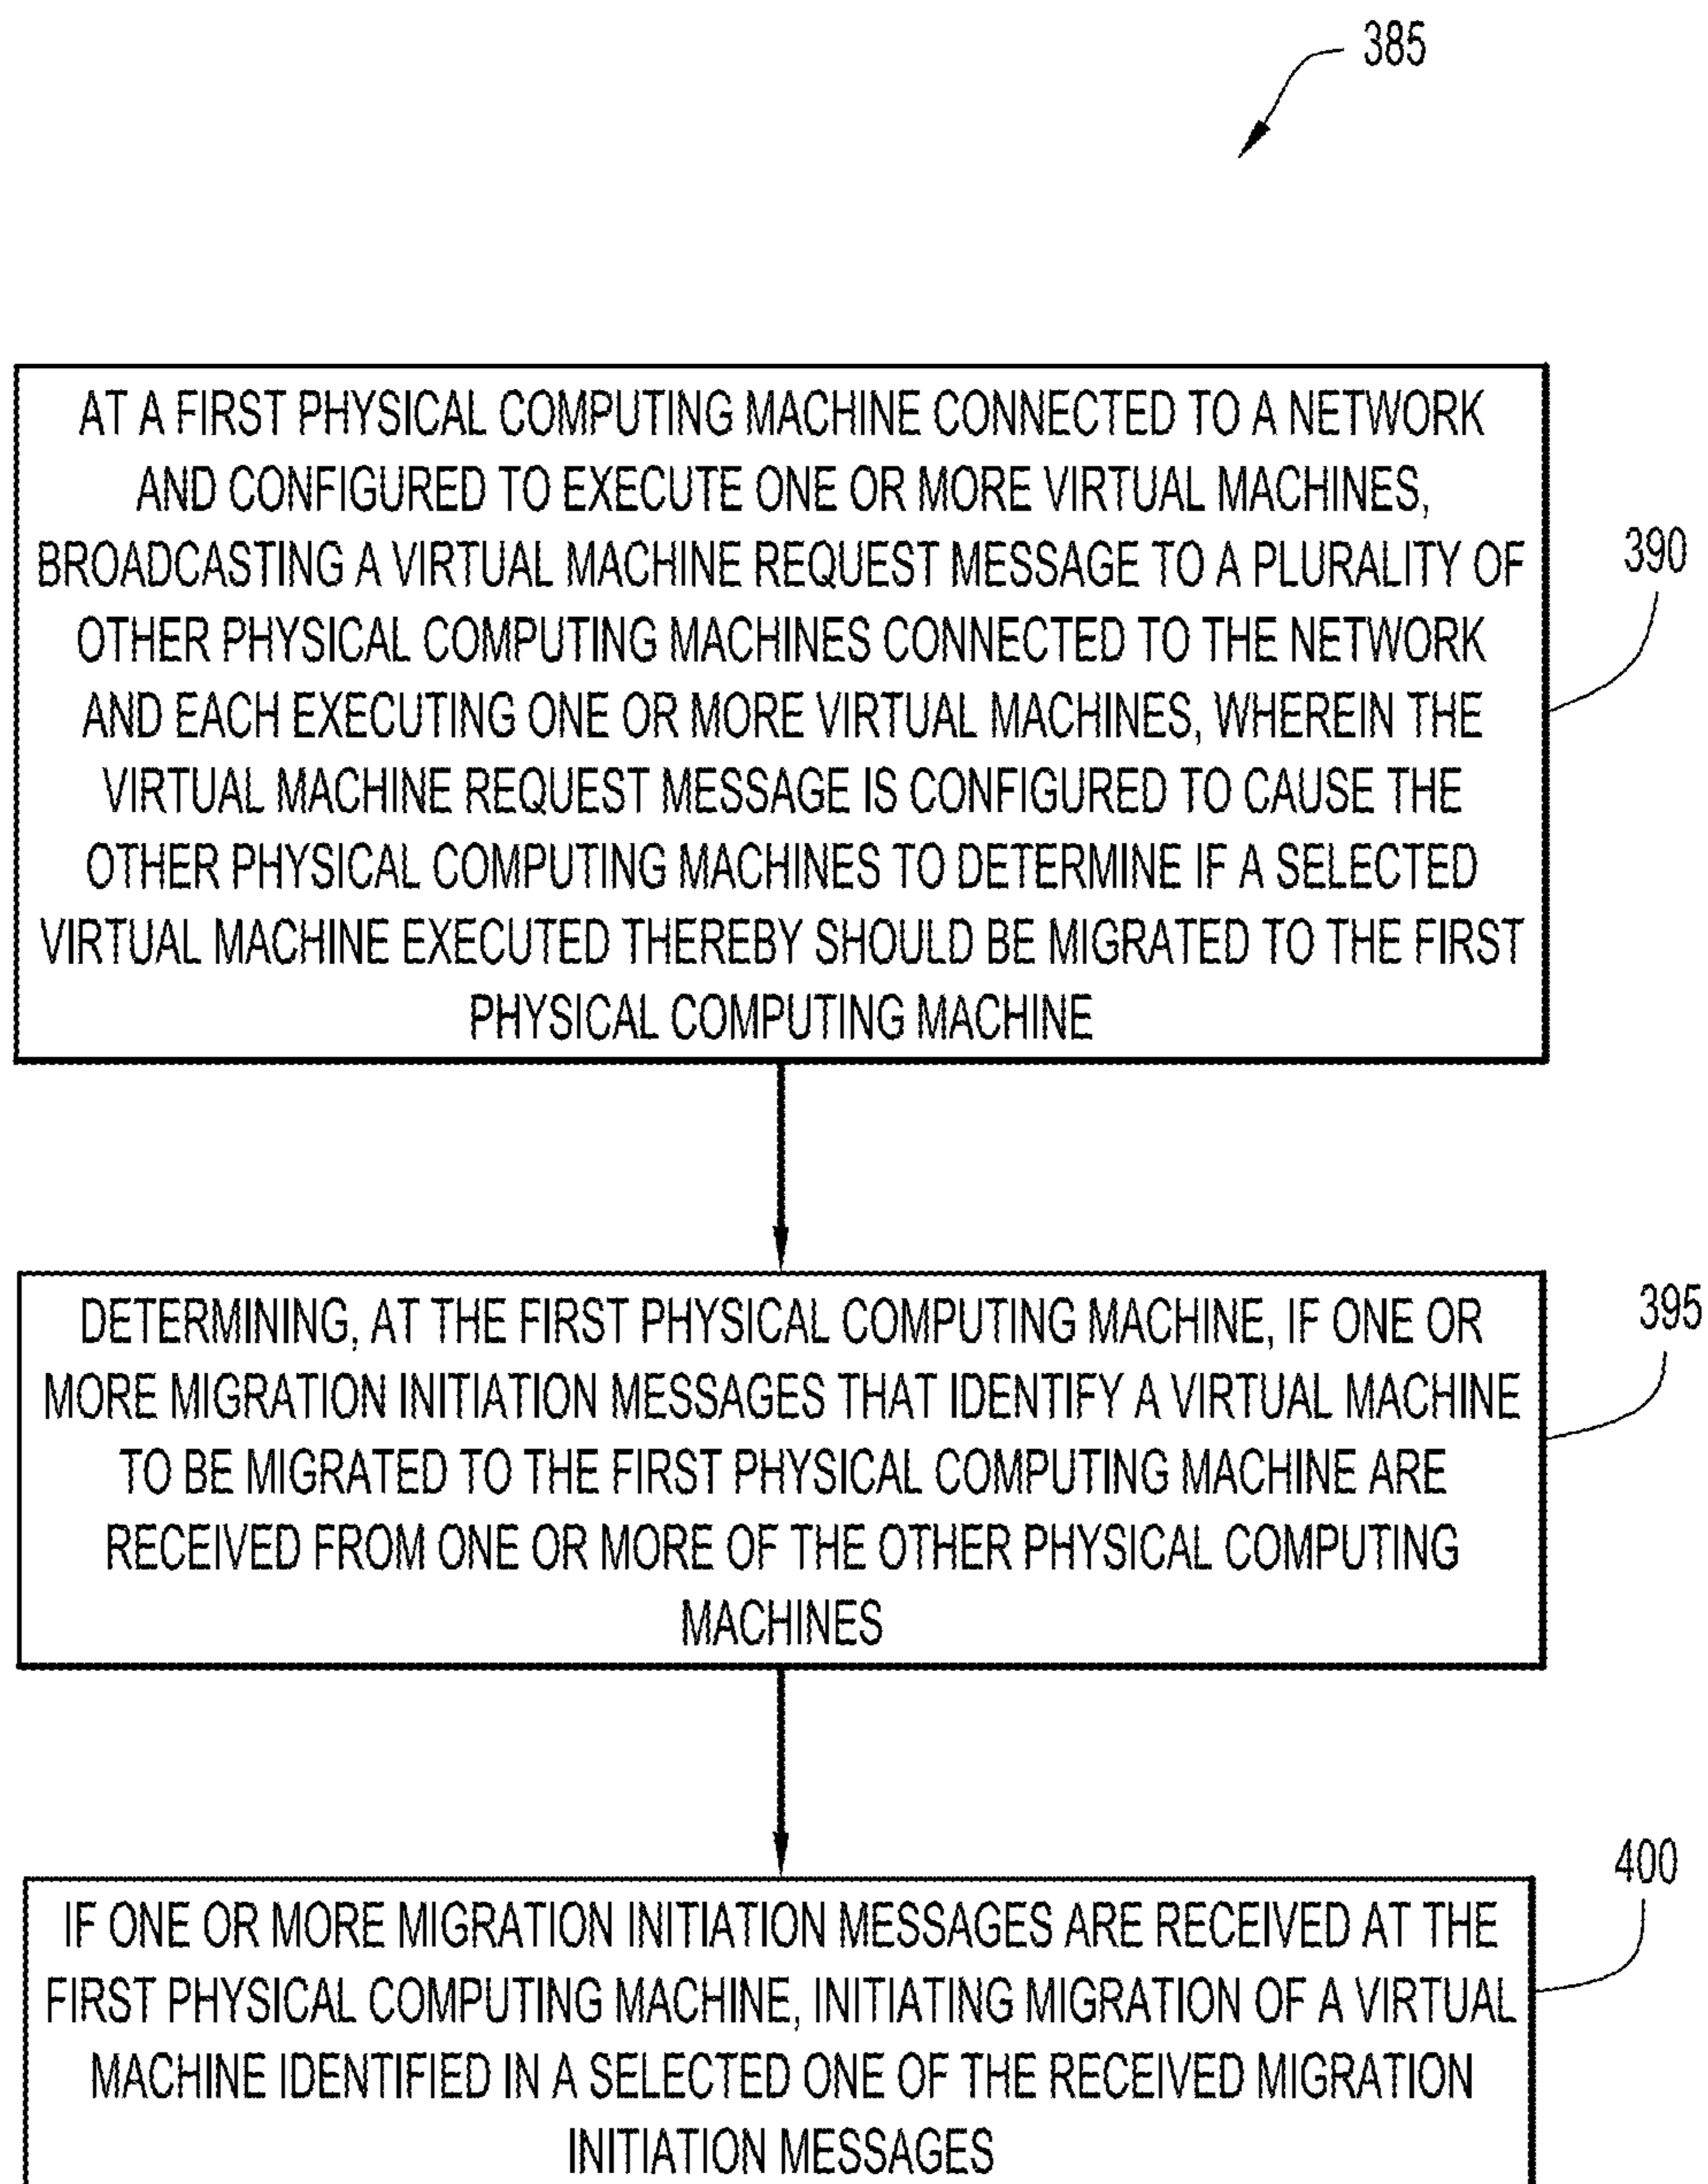 385
AT A FIRST PHYSICAL COMPUTING MACHINE CONNECTED TO A NETWORK
AND CONFIGURED TO EXECUTE ONE OR MORE VIRTUAL MACHINES,
BROADCASTING A VIRTUAL MACHINE REQUEST MESSAGE TO A PLURALITY OF
OTHER PHYSICAL COMPUTING MACHINES CONNECTED TO THE NETWORK
AND EACH EXECUTING ONE OR MORE VIRTUAL MACHINES, WHEREIN THE
VIRTUAL MACHINE REQUEST MESSAGE IS CONFIGURED TO CAUSE THE
OTHER PHYSICAL COMPUTING MACHINES TO DETERMINE IF A SELECTED
VIRTUAL MACHINE EXECUTED THEREBY SHOULD BE MIGRATED TO THE FIRST
PHYSICAL COMPUTING MACHINE
390
DETERMINING, AT THE FIRST PHYSICAL COMPUTING MACHINE, IF ONE OR
MORE MIGRATION INITIATION MESSAGES THAT IDENTIFY A VIRTUAL MACHINE
TO BE MIGRATED TO THE FIRST PHYSICAL COMPUTING MACHINE ARE
RECEIVED FROM ONE OR MORE OF THE OTHER PHYSICAL COMPUTING
MACHINES
395
IF ONE OR MORE MIGRATION INITIATION MESSAGES ARE RECEIVED AT THE
FIRST PHYSICAL COMPUTING MACHINE, INITIATING MIGRATION OF A VIRTUAL
MACHINE IDENTIFIED IN A SELECTED ONE OF THE RECEIVED MIGRATION
INITIATION MESSAGES
400